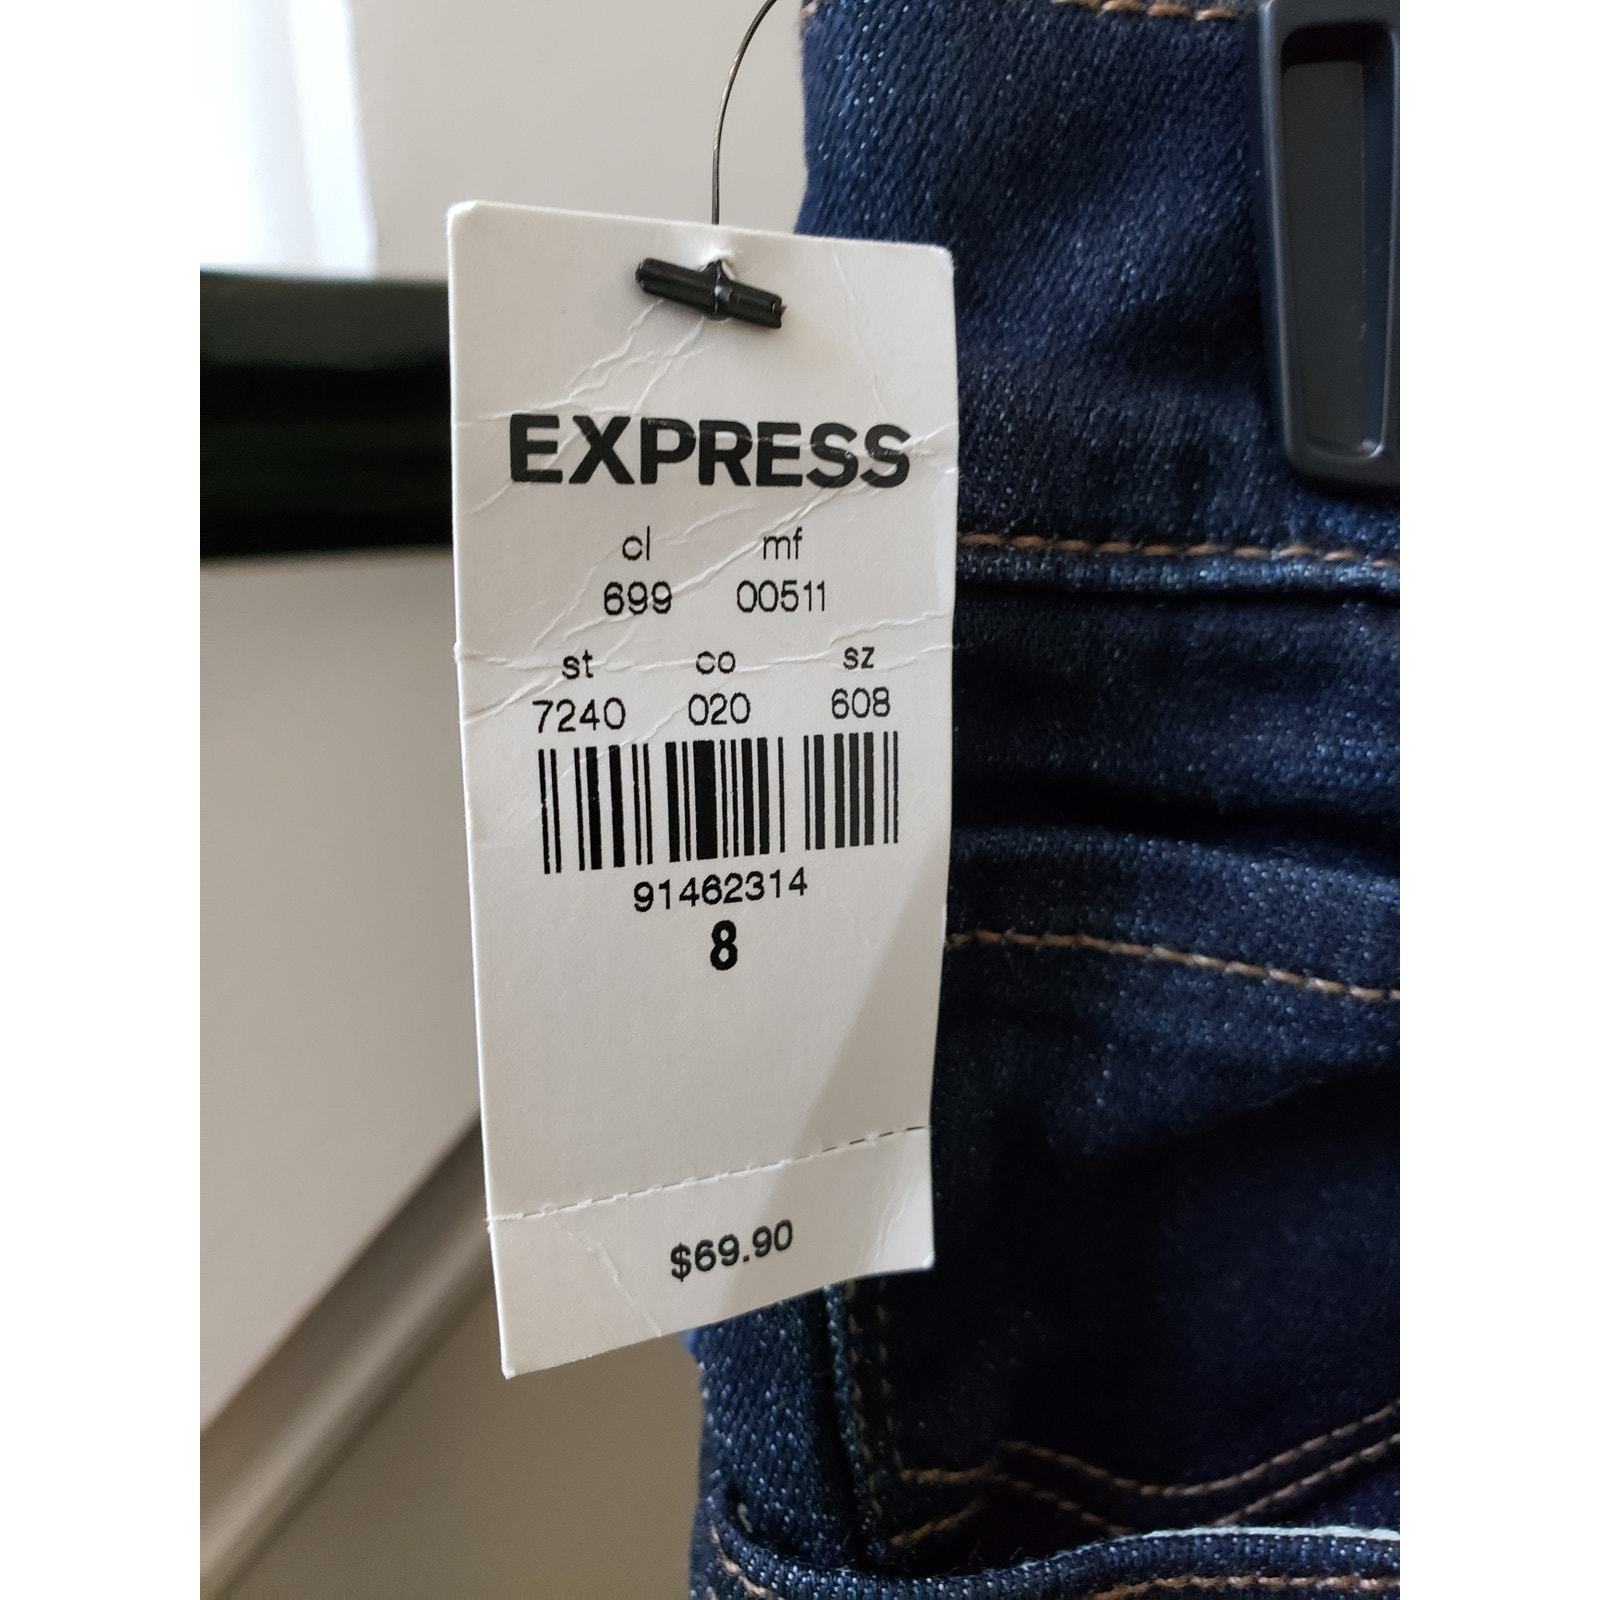 EXPRESS
cl mf
699 00511
st co sz
7240 020 608
91462314
8
$69.90